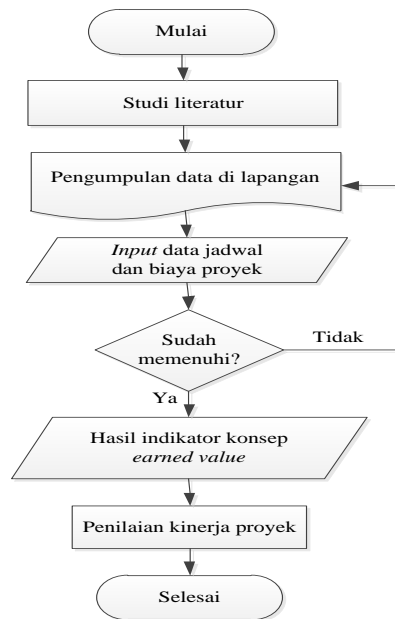 Mulai
Studi literatur
Pengumpulan data di lapangan
Input data jadwal
dan biaya proyek
Sudah
memenuhi?
Tidak
Ya
Hasil indikator konsep
earned value
Penilaian kinerja proyek
Selesai